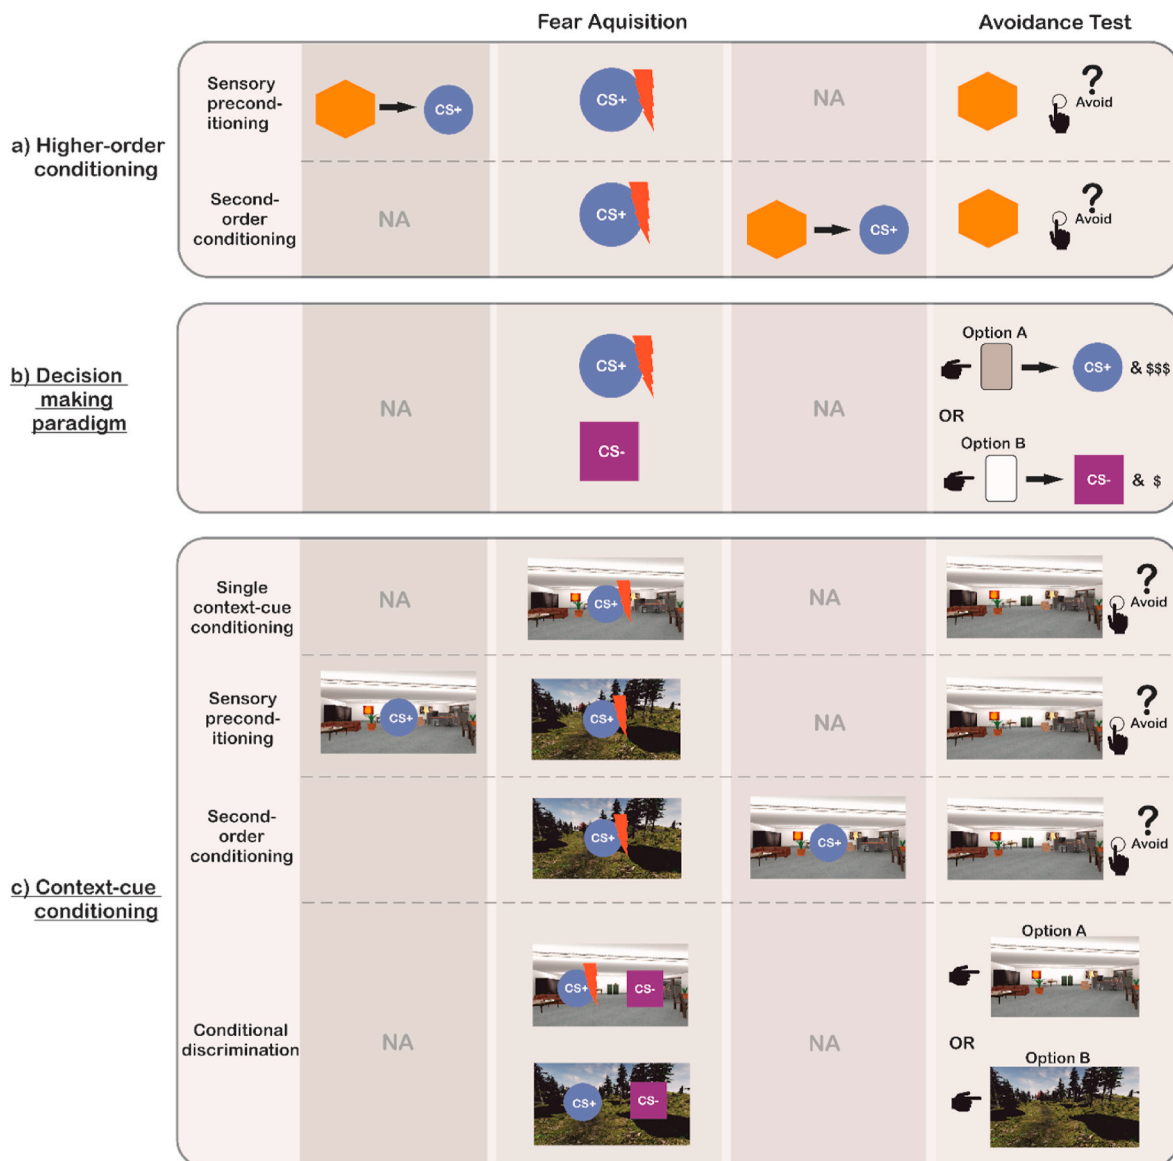 Fear Aquisition
Avoidance Test
a) Higher-order
conditioning
Sensory
precond-
itioning
CS+
CS+
NA
?
Avoid
Second-
order
conditioning
NA
CS+
CS+
?
Avoid
b) Decision
making
paradigm
NA
CS+
CS-
NA
Option A
CS+ & $$$
OR
Option B
CS- & $
c) Context-cue
conditioning
Single
context-cue
conditioning
NA
CS+
NA
?
Avoid
Sensory
precond-
itioning
CS+
CS+
NA
?
Avoid
Second-
order
conditioning
CS+
CS+
?
Avoid
Conditional
discrimination
NA
CS+ CS-
CS+ CS-
NA
Option A
OR
Option B